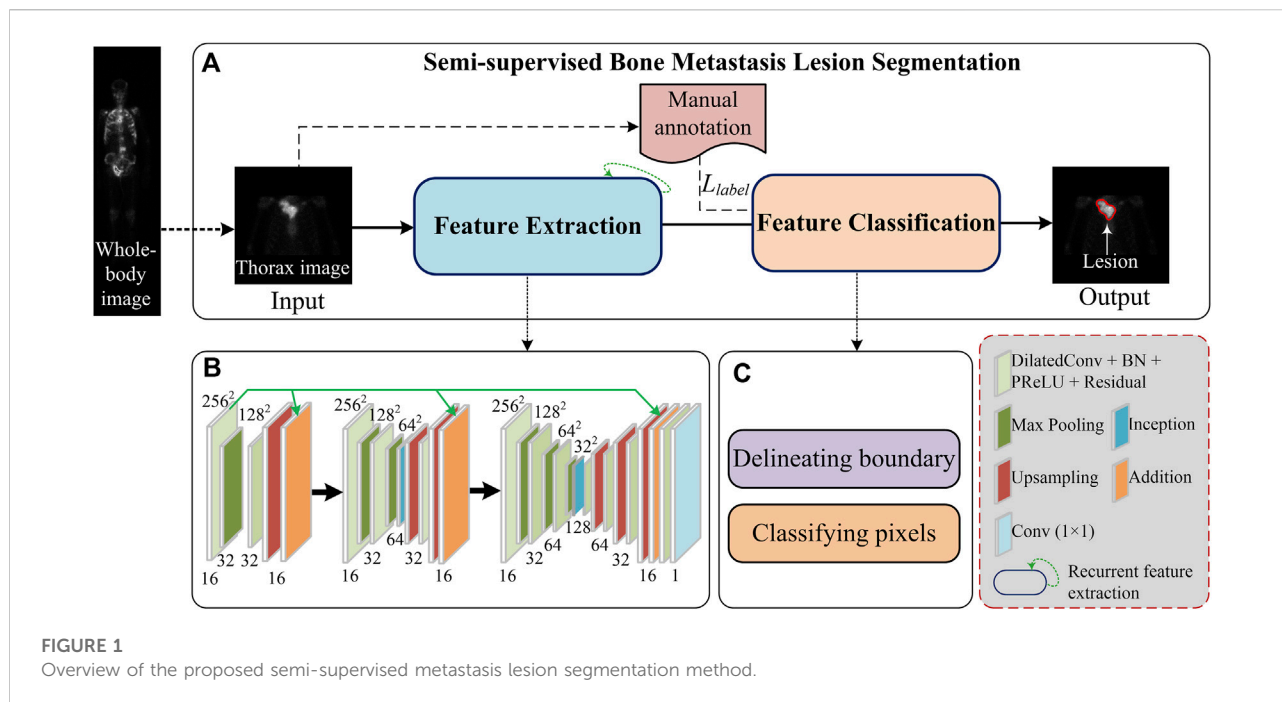 A
Semi-supervised Bone Metastasis Lesion Segmentation
Manual
annotation
L_label
Feature Extraction
Feature Classification
Whole-
body
image
Thorax image
Input
Lesion
Output
B
256²
128²
16
32
32
16
256²
128²
64²
16
32
64
32
16
256²
128²
64²
32²
16
32
64
128
64
32
16
1
C
Delineating boundary
Classifying pixels
DilatedConv + BN +
PReLU + Residual
Max Pooling
Inception
Upsampling
Addition
Conv (1×1)
Recurrent feature
extraction
FIGURE 1
Overview of the proposed semi-supervised metastasis lesion segmentation method.